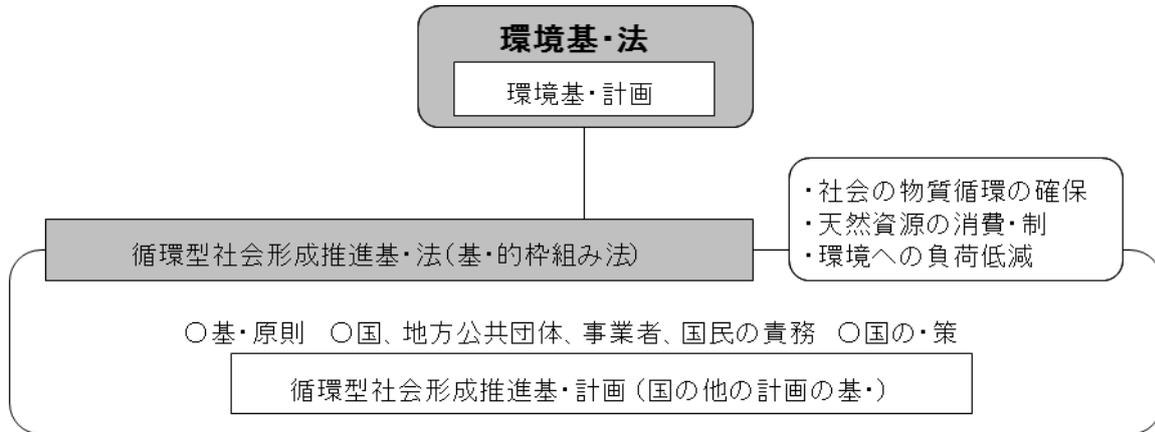 環境基・法
環境基・計画
・社会の物質循環の確保
・天然資源の消費・制
・環境への負荷低減
循環型社会形成推進基・法(基・的枠組み法)
○基・原則 ○国、地方公共団体、事業者、国民の責務 ○国の・策
循環型社会形成推進基・計画 (国の他の計画の基・)